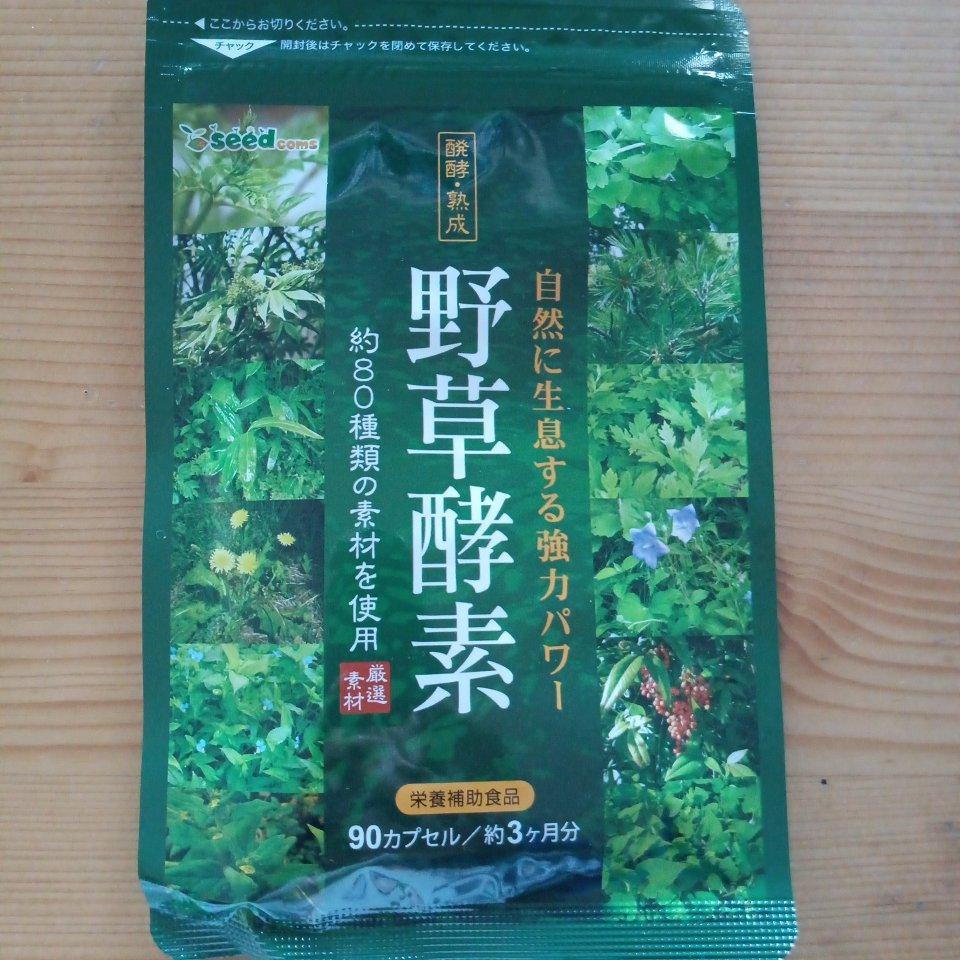 ◀ここからお切りください。
チャック
開封後はチャックを閉めて保存してください。
seedcoms
醗酵・熟成
自然に生息する強力パワー
野草酵素
約80種類の素材を使用
厳選
素材
栄養補助食品
90カプセル／約3ヶ月分